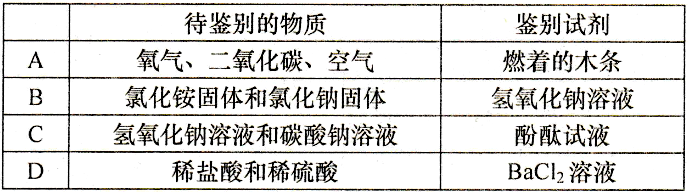 待鉴别的物质 鉴别试剂
A 氧气、二氧化碳、空气 燃着的木条
B 氯化铵固体和氯化钠固体 氢氧化钠溶液
C 氢氧化钠溶液和碳酸钠溶液 酚酞试液
D 稀盐酸和稀硫酸 BaCl₂ 溶液